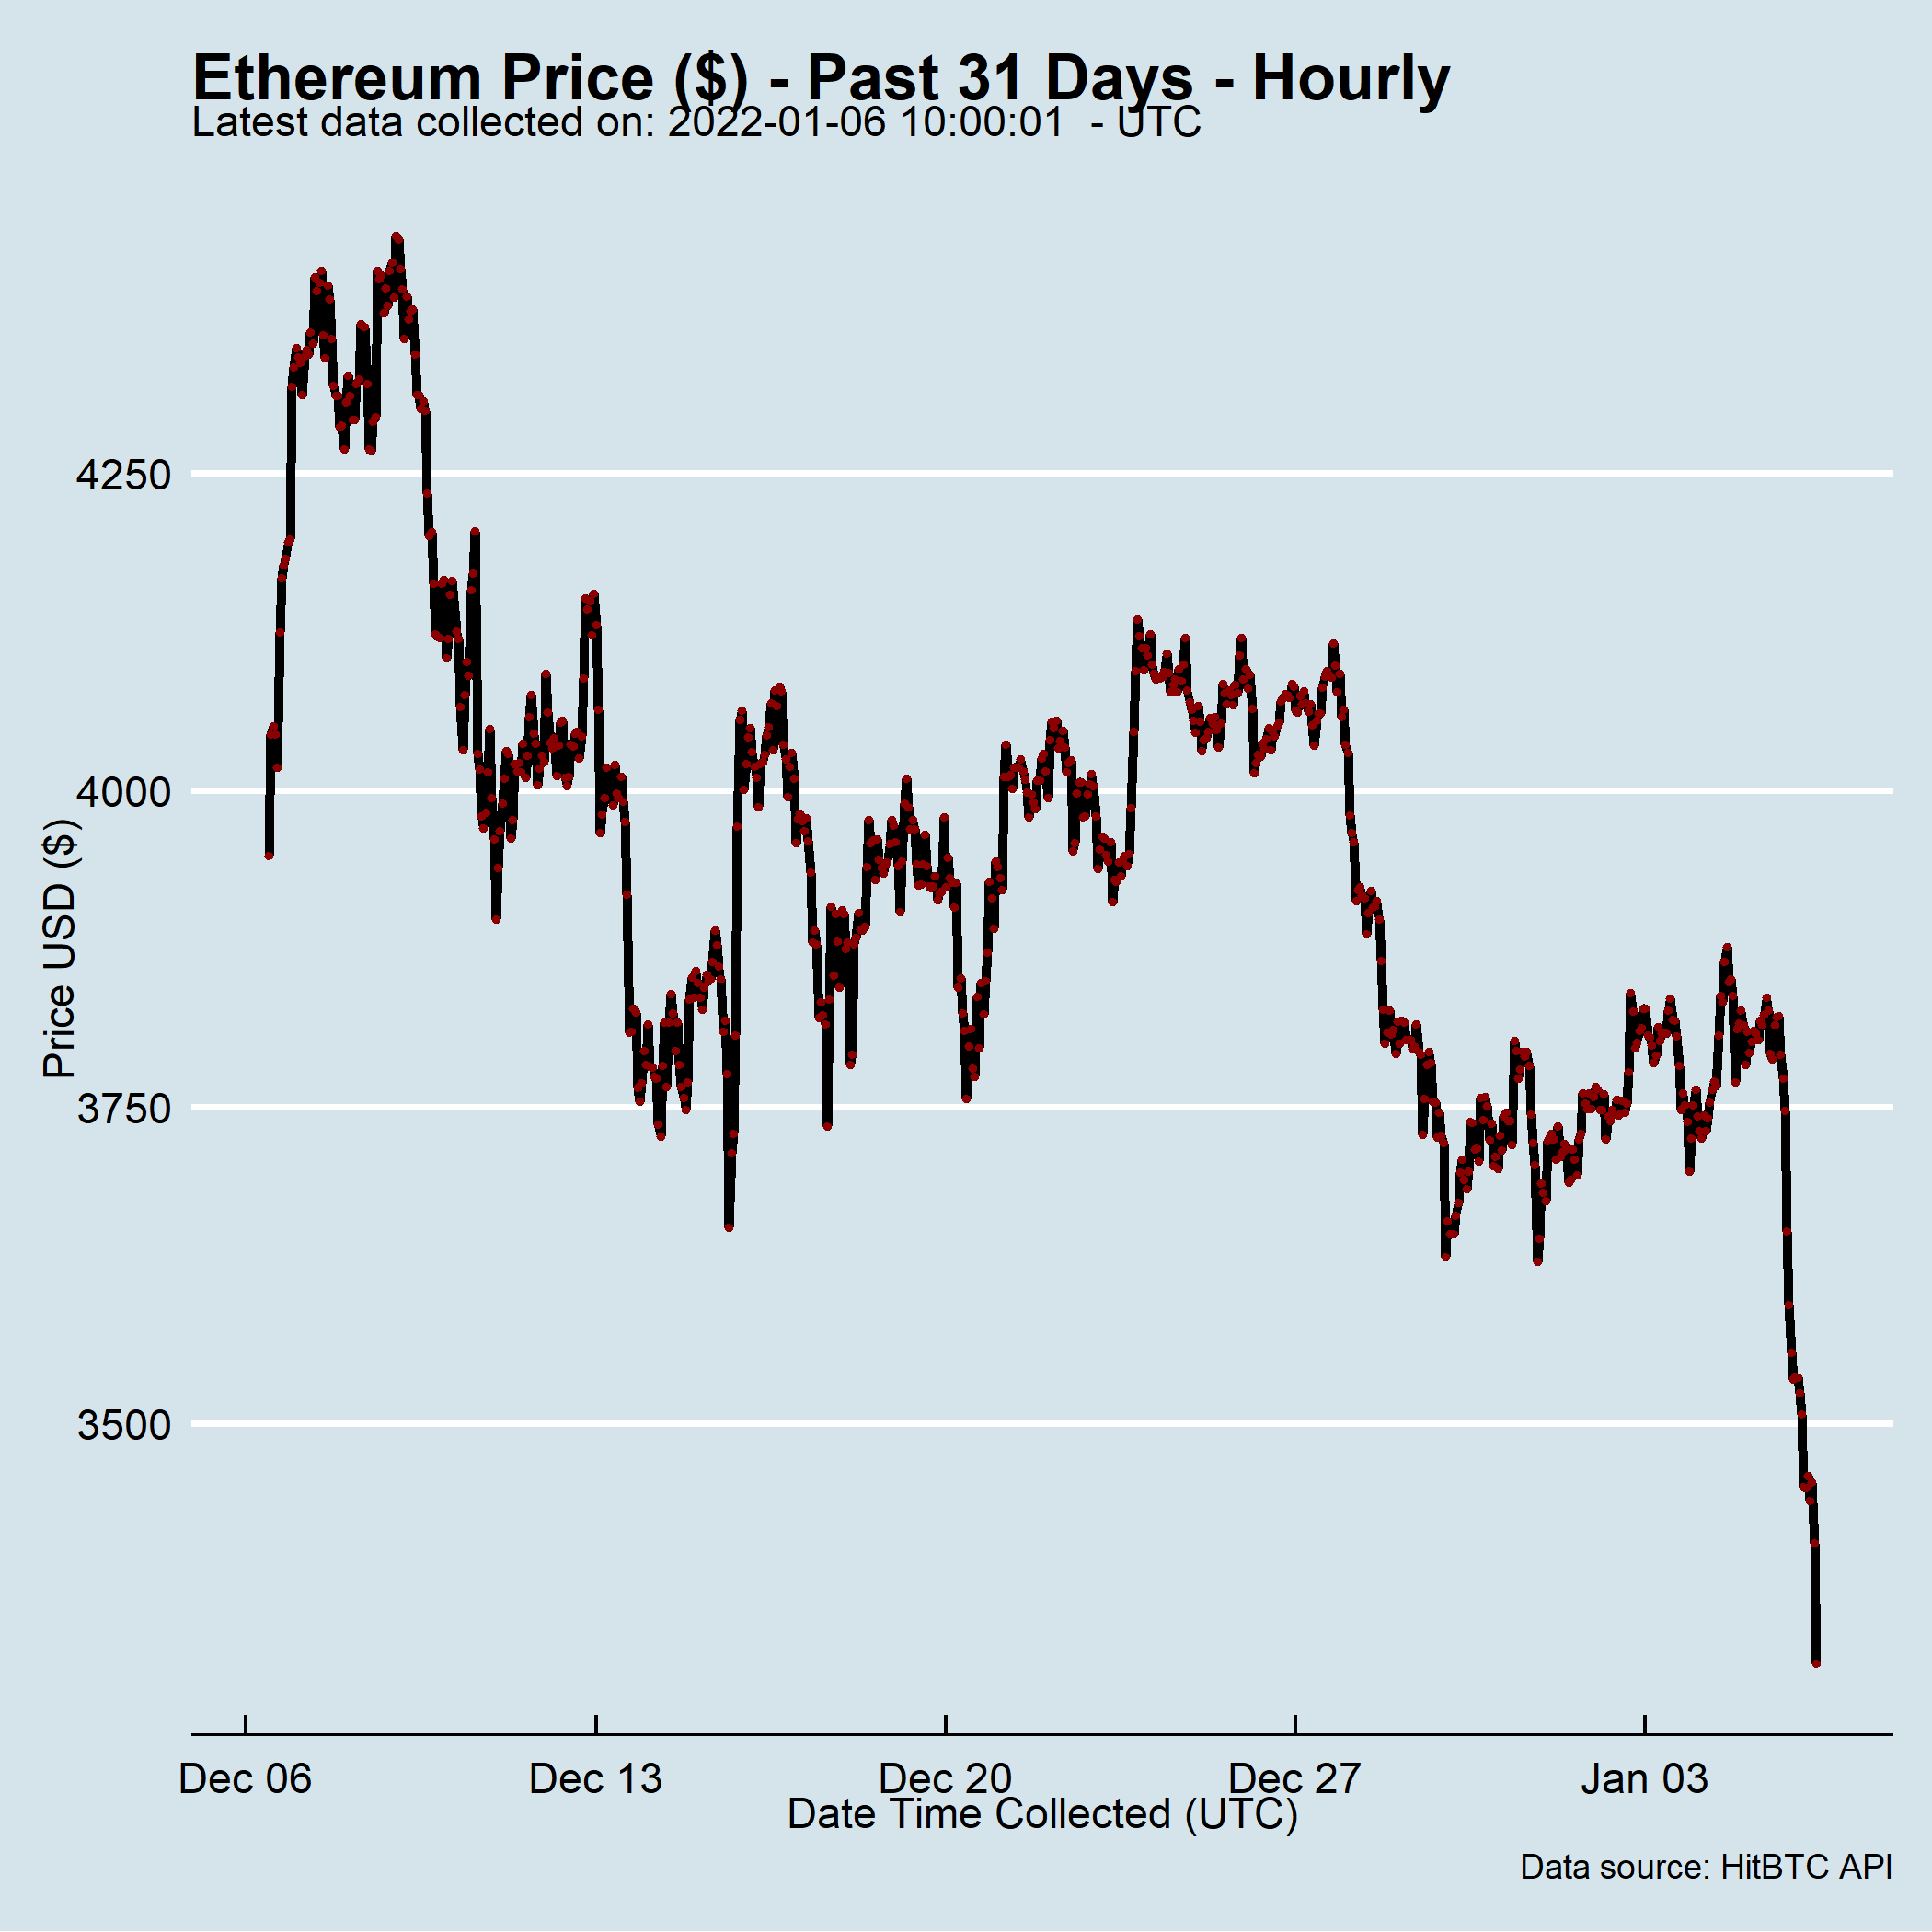 Ethereum Price ($) - Past 31 Days - Hourly
Latest data collected on: 2022-01-06 10:00:01  - UTC
4250
4000
3750
3500
Price USD ($)
Dec 06
Dec 13
Dec 20
Dec 27
Jan 03
Date Time Collected (UTC)
Data source: HitBTC API